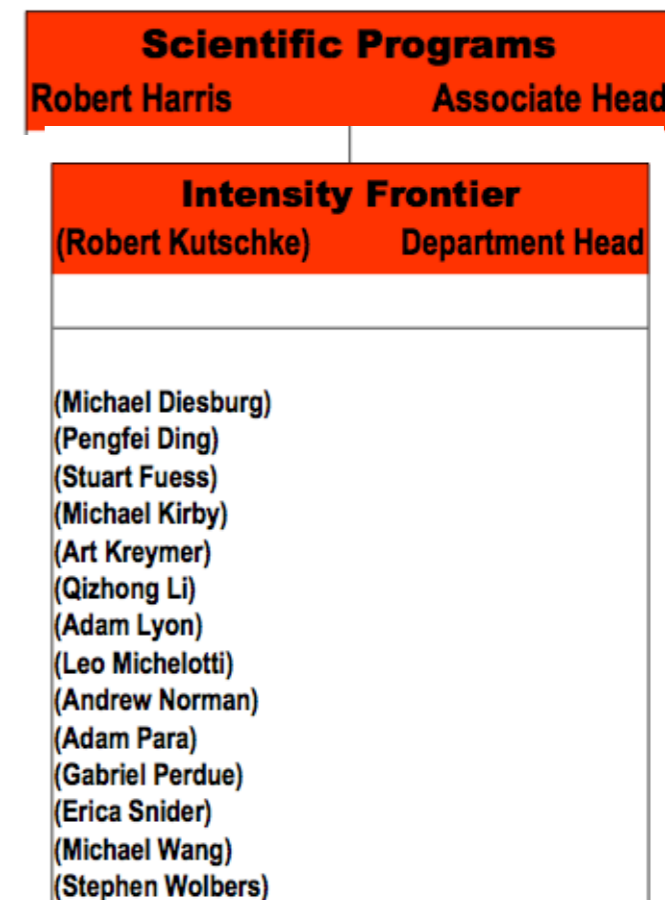 Scientific Programs
Robert Harris Associate Head
Intensity Frontier
(Robert Kutschke) Department Head
(Michael Diesburg)
(Pengfei Ding)
(Stuart Fuess)
(Michael Kirby)
(Art Kreymer)
(Qizhong Li)
(Adam Lyon)
(Leo Michelotti)
(Andrew Norman)
(Adam Para)
(Gabriel Perdue)
(Erica Snider)
(Michael Wang)
(Stephen Wolbers)